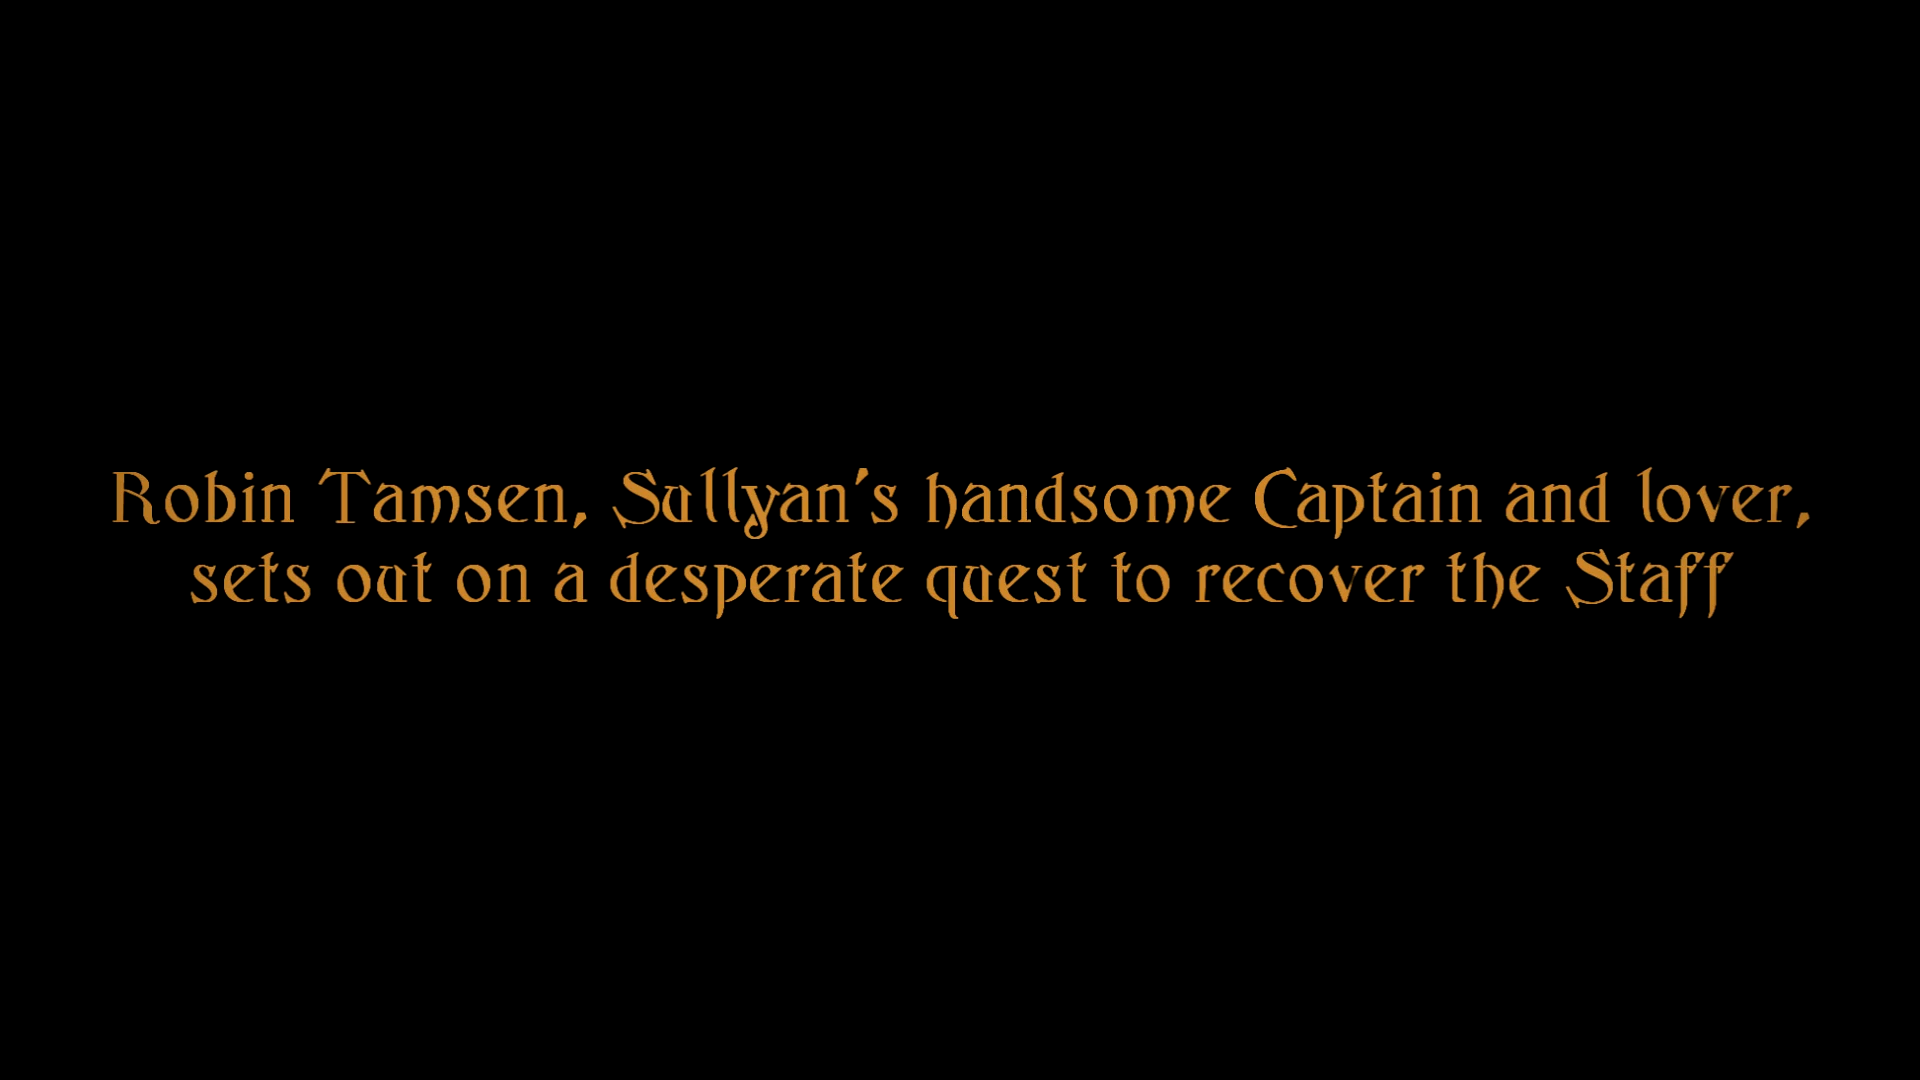 Robin Tamsen, Sullyan's handsome Captain and lover,
sets out on a desperate quest to recover the Staff